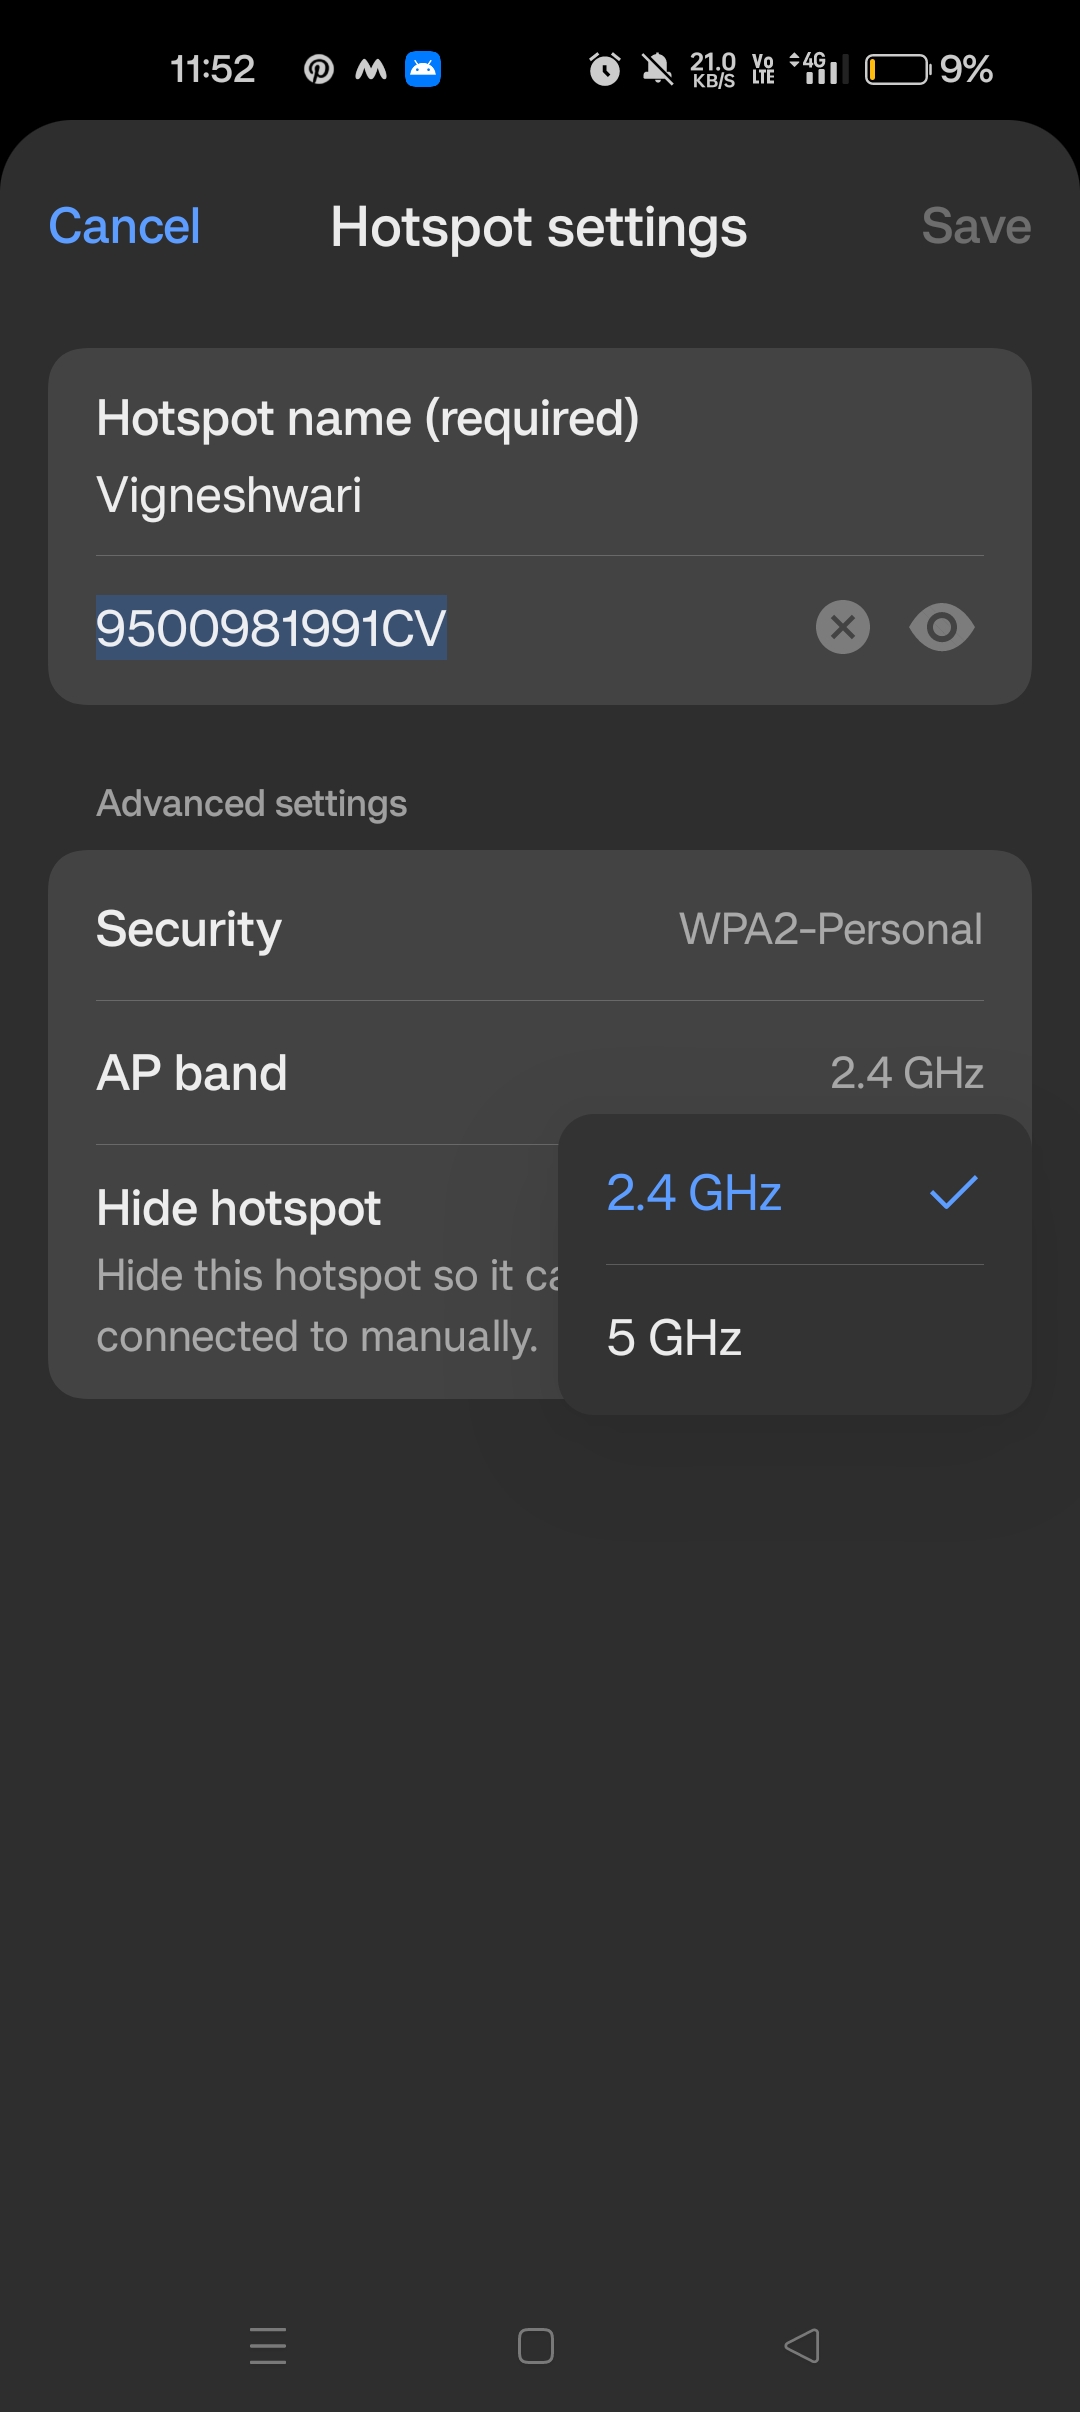 11:52 21.0 KB/S Vo LTE 4G 9%
Cancel Hotspot settings Save
Hotspot name (required)
Vigneshwari
9500981991CV
Advanced settings
Security WPA2-Personal
AP band 2.4 GHz
2.4 GHz
Hide hotspot
Hide this hotspot so it ca
connected to manually.
5 GHz